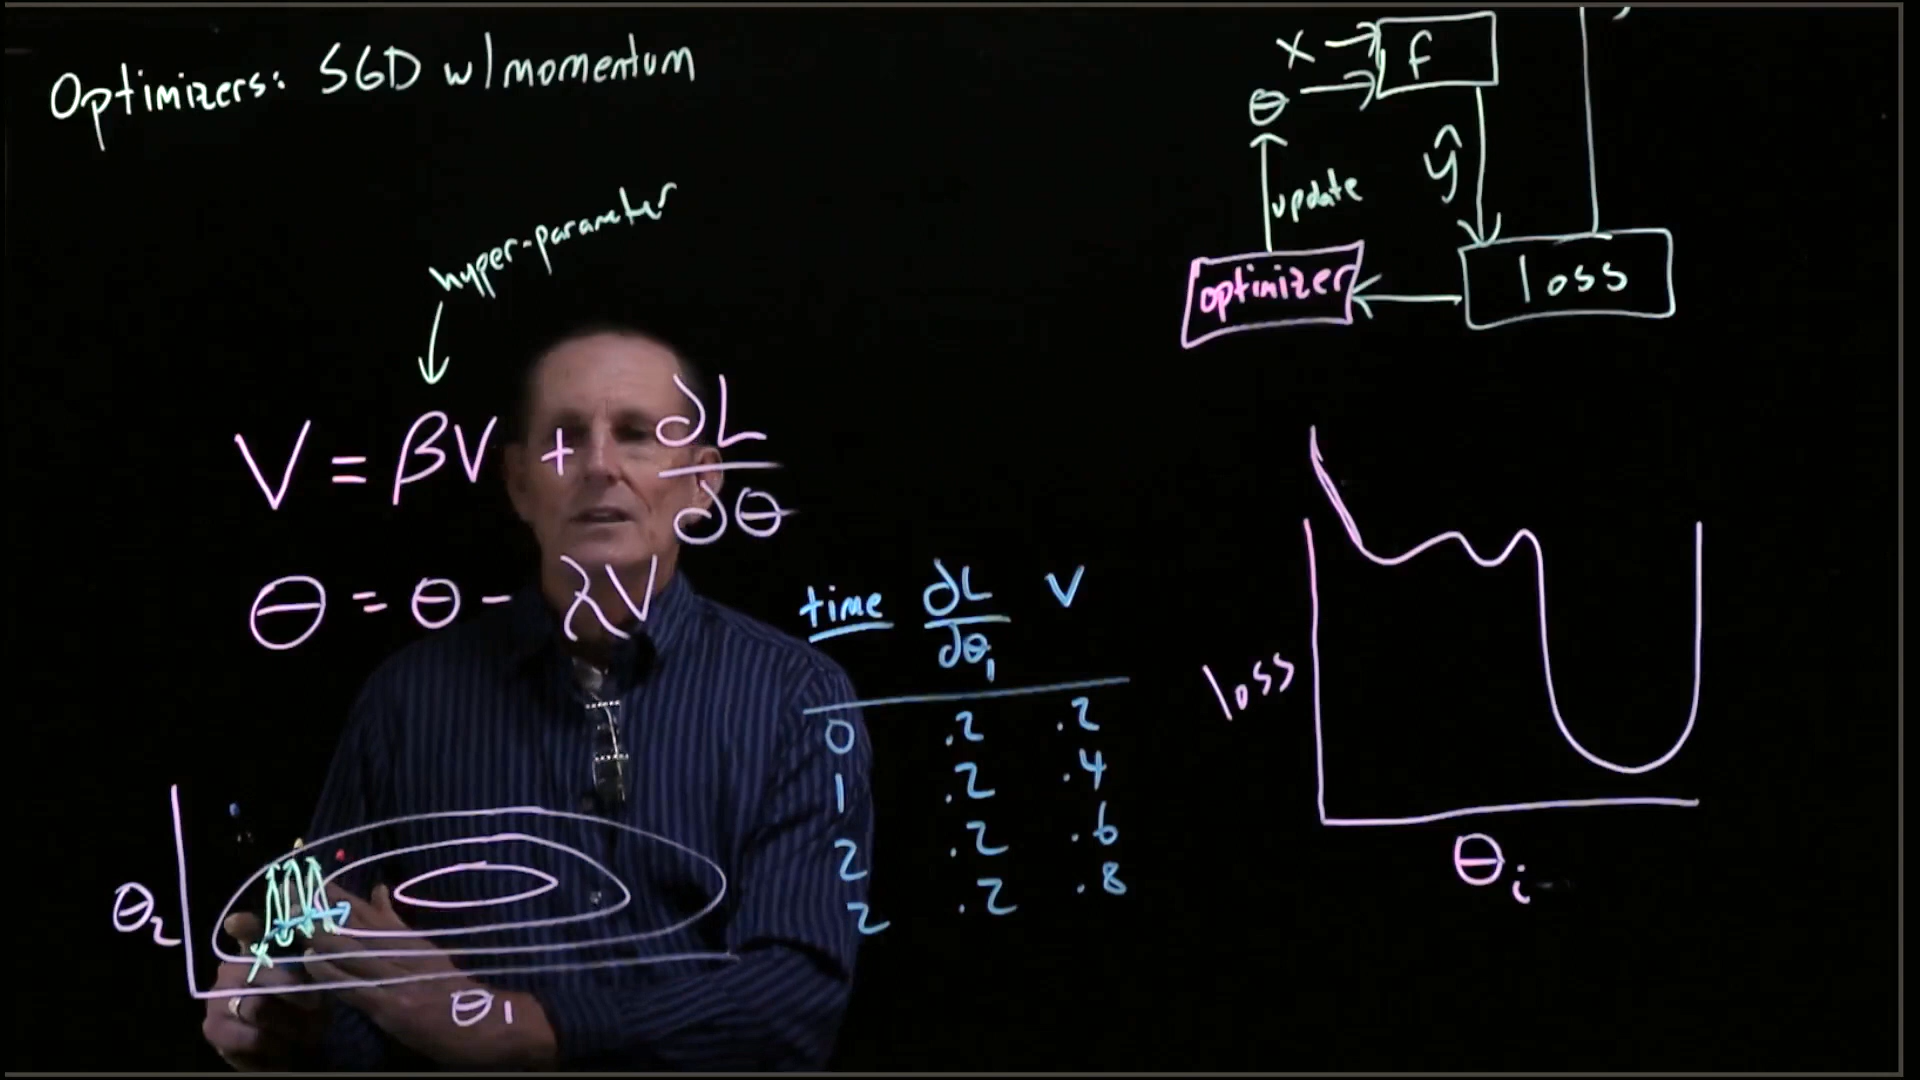 Optimizers: SGD w/momentum
hyper-parameter
V = βV + ∂L/∂θ
θ = θ - λV
time ∂L/∂θ₁ V
0 .2 .2
1 .2 .4
2 .2 .6
2 .2 .8
θ₂
θ₁
x
f
θ
ŷ
update
optimizer
loss
loss
θᵢ